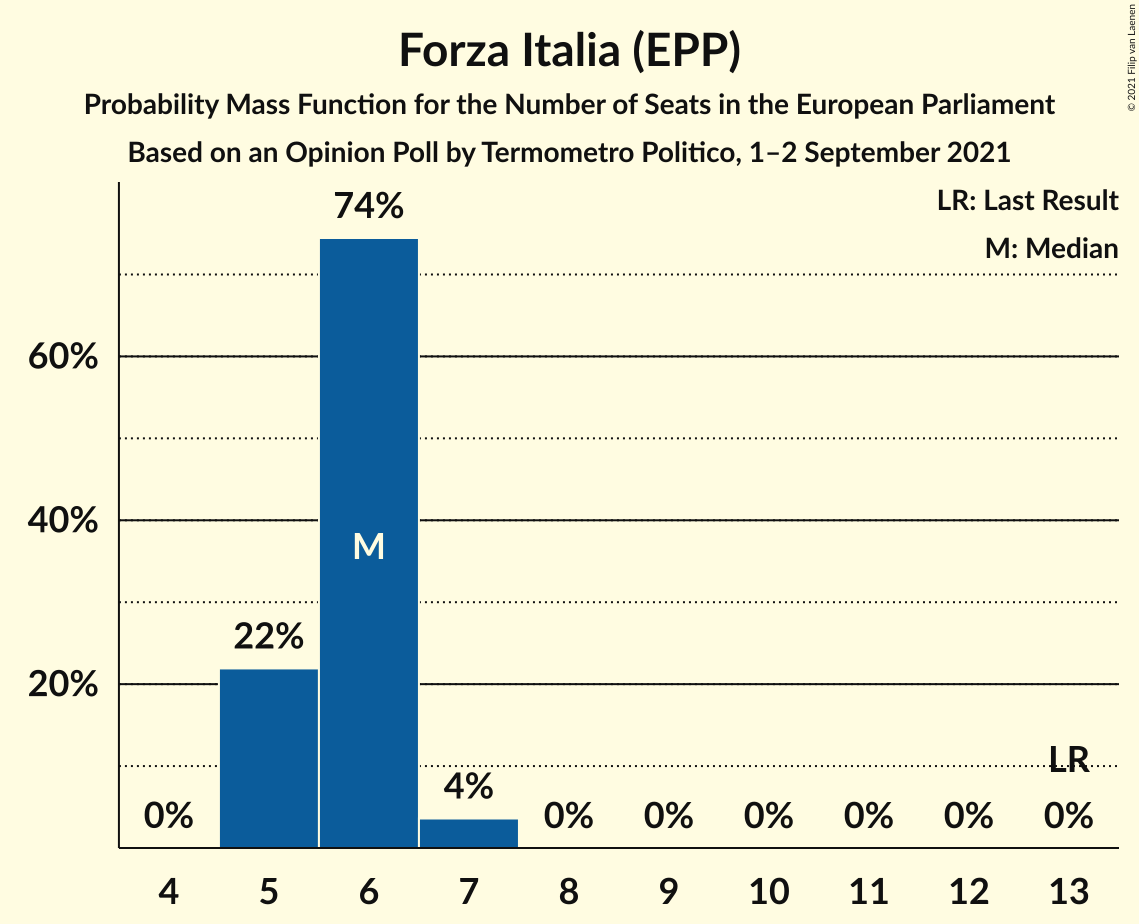 Forza Italia (EPP)
Probability Mass Function for the Number of Seats in the European Parliament
Based on an Opinion Poll by Termometro Politico, 1–2 September 2021
© 2021 Filip van Laenen
LR: Last Result
M: Median
74%
60%
40%
M
22%
20%
LR
4%
0% 0% 0% 0% 0% 0% 0%
4 5 6 7 8 9 10 11 12 13